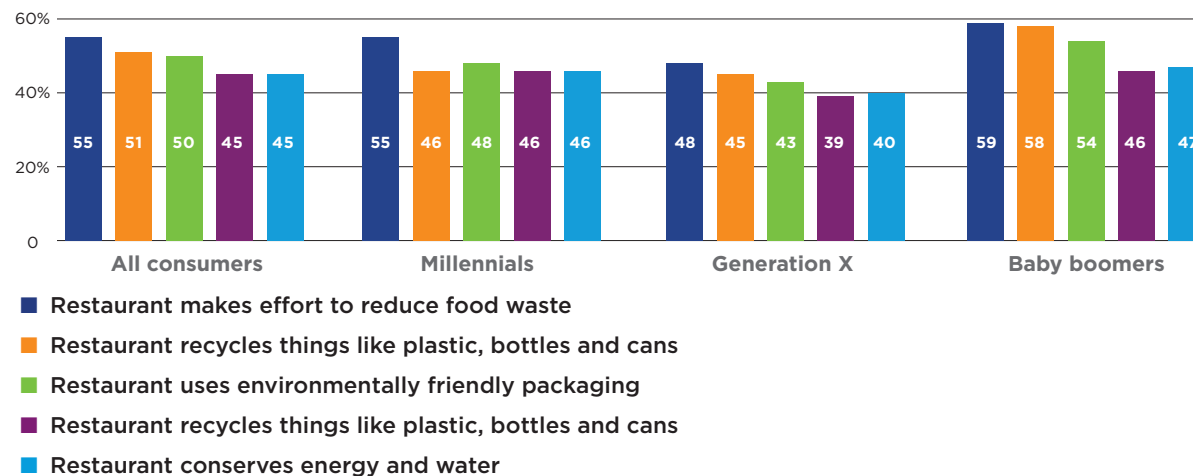 60%
40%
20%
0
55 51 50 45 45 55 46 48 46 46 48 45 43 39 40 59 58 54 46 47
All consumers Millennials Generation X Baby boomers
Restaurant makes effort to reduce food waste
Restaurant recycles things like plastic, bottles and cans
Restaurant uses environmentally friendly packaging
Restaurant recycles things like plastic, bottles and cans
Restaurant conserves energy and water